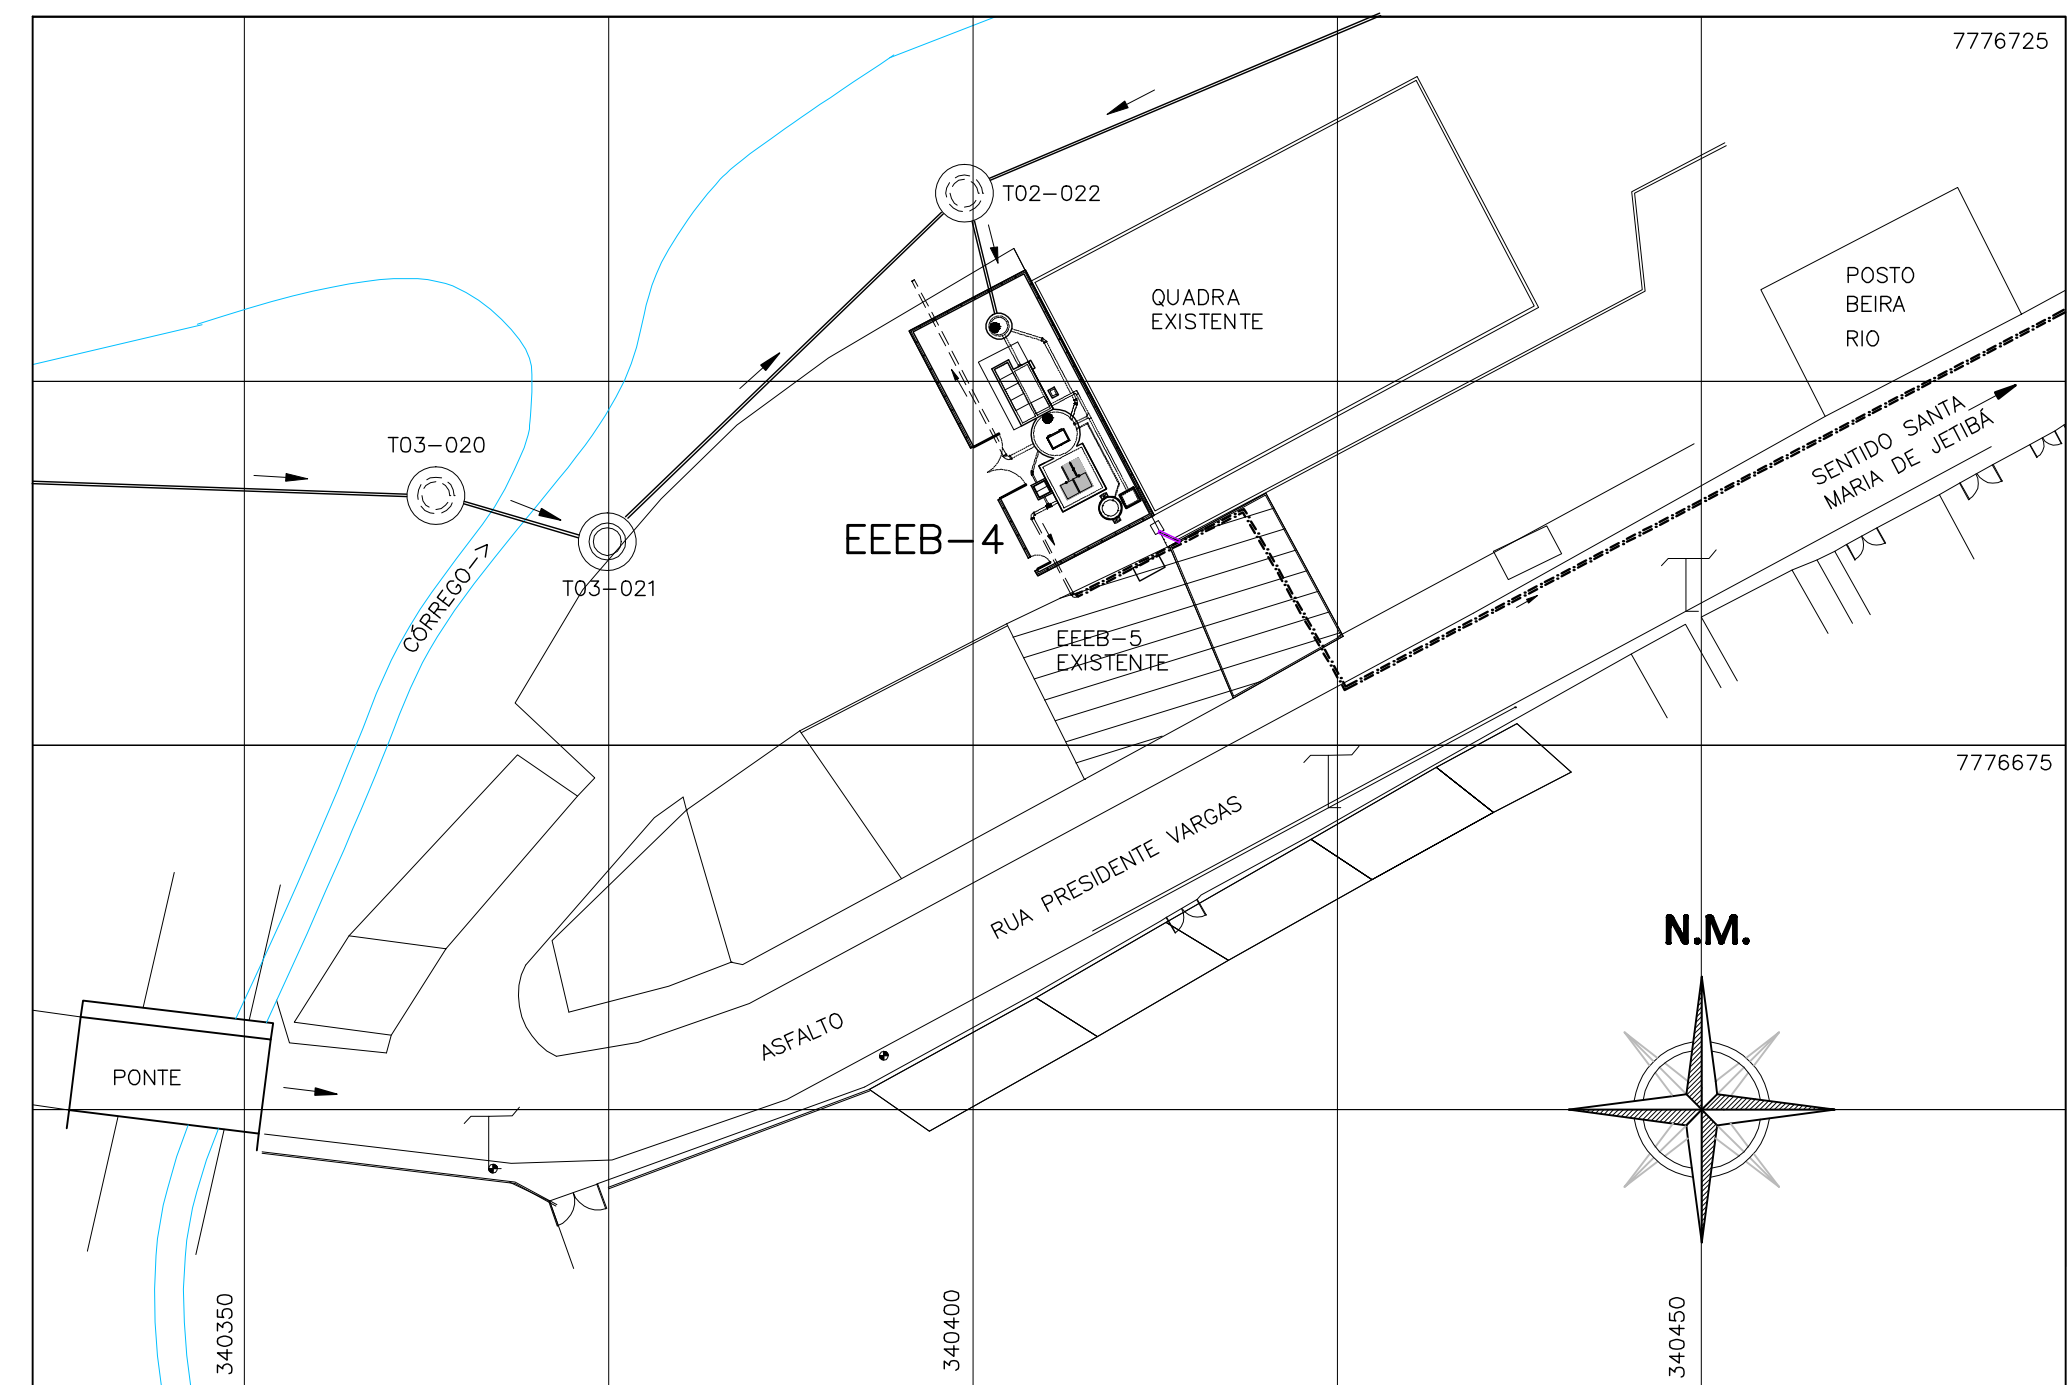 7776725
T02-022
QUADRA
EXISTENTE
POSTO
BEIRA
RIO
T03-020
SENTIDO SANTA
MARIA DE JETIBÁ
EEEB-4
T03-021
CÓRREGO->
EEEB-5
EXISTENTE
7776675
RUA PRESIDENTE VARGAS
N.M.
ASFALTO
PONTE
340350
340400
340450